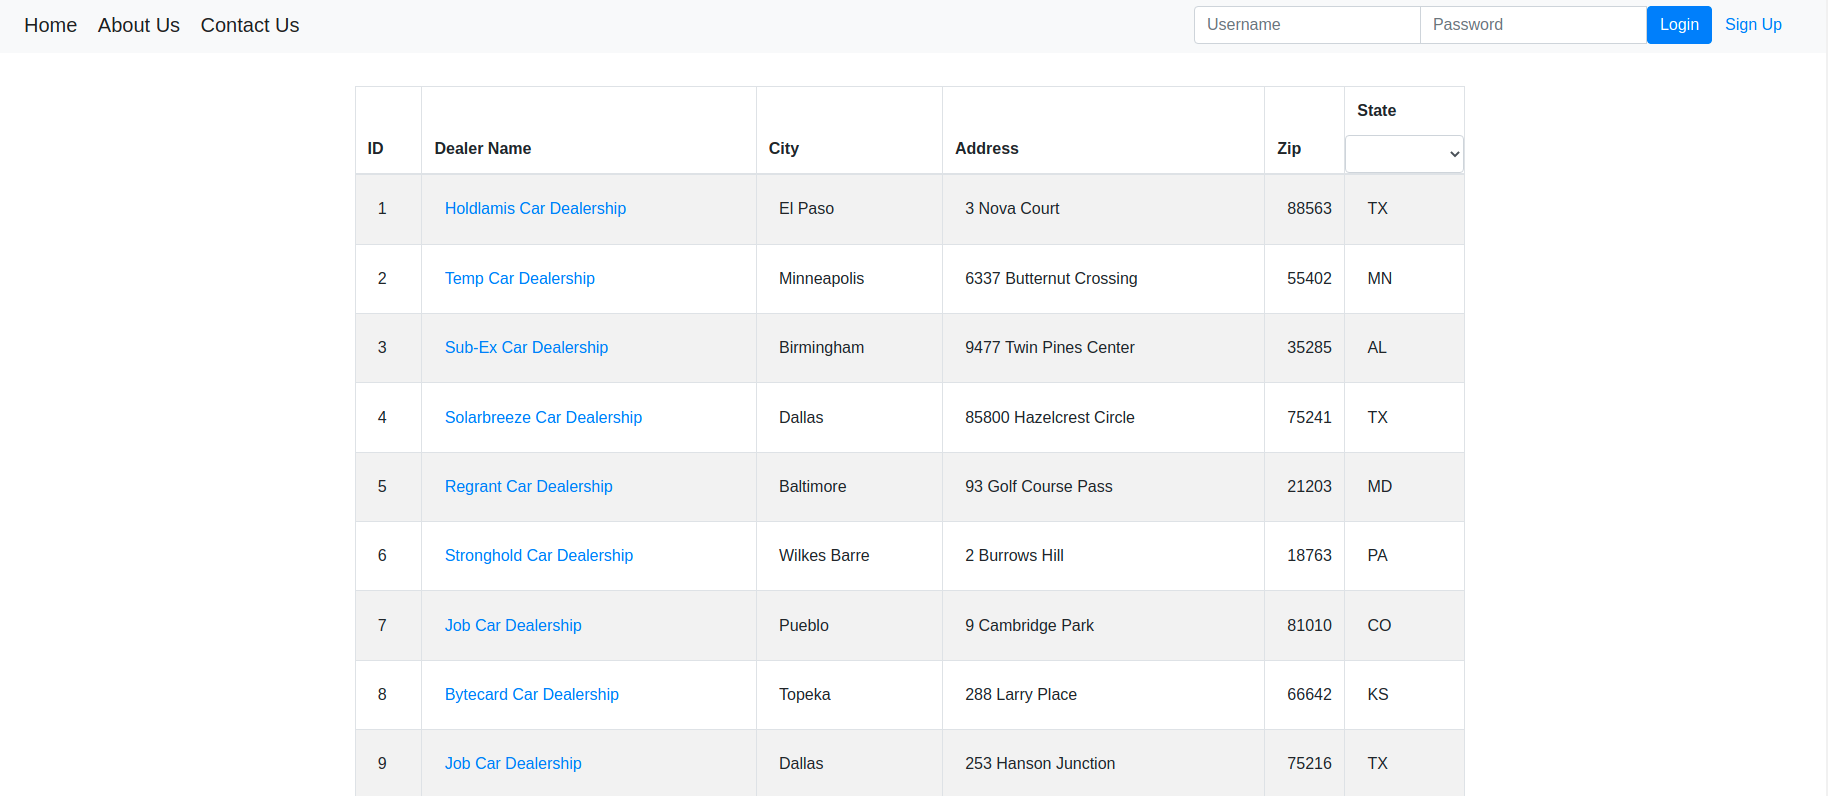 Home About Us Contact Us Username Password Login Sign Up
State
ID Dealer Name City Address Zip
1 Holdlamis Car Dealership El Paso 3 Nova Court 88563 TX
2 Temp Car Dealership Minneapolis 6337 Butternut Crossing 55402 MN
3 Sub-Ex Car Dealership Birmingham 9477 Twin Pines Center 35285 AL
4 Solarbreeze Car Dealership Dallas 85800 Hazelcrest Circle 75241 TX
5 Regrant Car Dealership Baltimore 93 Golf Course Pass 21203 MD
6 Stronghold Car Dealership Wilkes Barre 2 Burrows Hill 18763 PA
7 Job Car Dealership Pueblo 9 Cambridge Park 81010 CO
8 Bytecard Car Dealership Topeka 288 Larry Place 66642 KS
9 Job Car Dealership Dallas 253 Hanson Junction 75216 TX